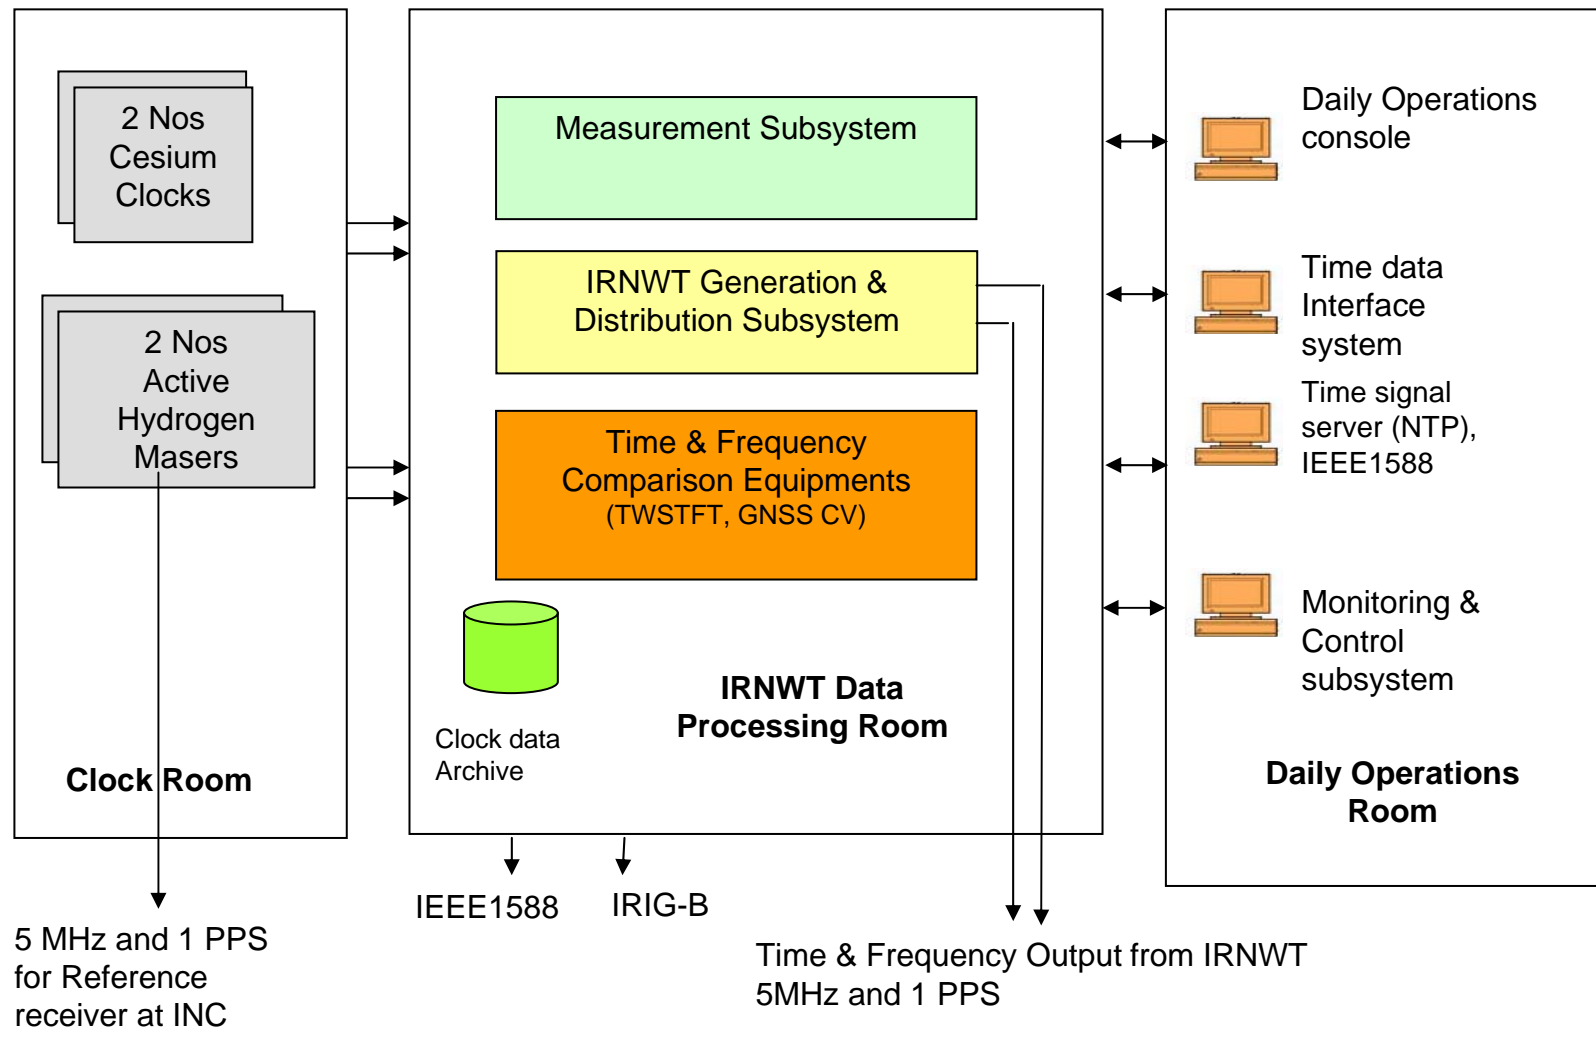 2 Nos
Cesium
Clocks
2 Nos
Active
Hydrogen
Masers
Clock Room
5 MHz and 1 PPS
for Reference
receiver at INC
Measurement Subsystem
IRNWT Generation &
Distribution Subsystem
Time & Frequency
Comparison Equipments
(TWSTFT, GNSS CV)
Clock data
Archive
IRNWT Data
Processing Room
IEEE1588
IRIG-B
Time & Frequency Output from IRNWT
5MHz and 1 PPS
Daily Operations
console
Time data
Interface
system
Time signal
server (NTP),
IEEE1588
Monitoring &
Control
subsystem
Daily Operations
Room